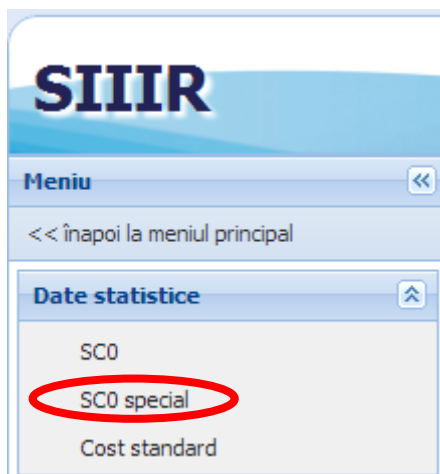 SIIIR
Meniu
<< înapoi la meniul principal
Date statistice
SC0
SC0 special
Cost standard